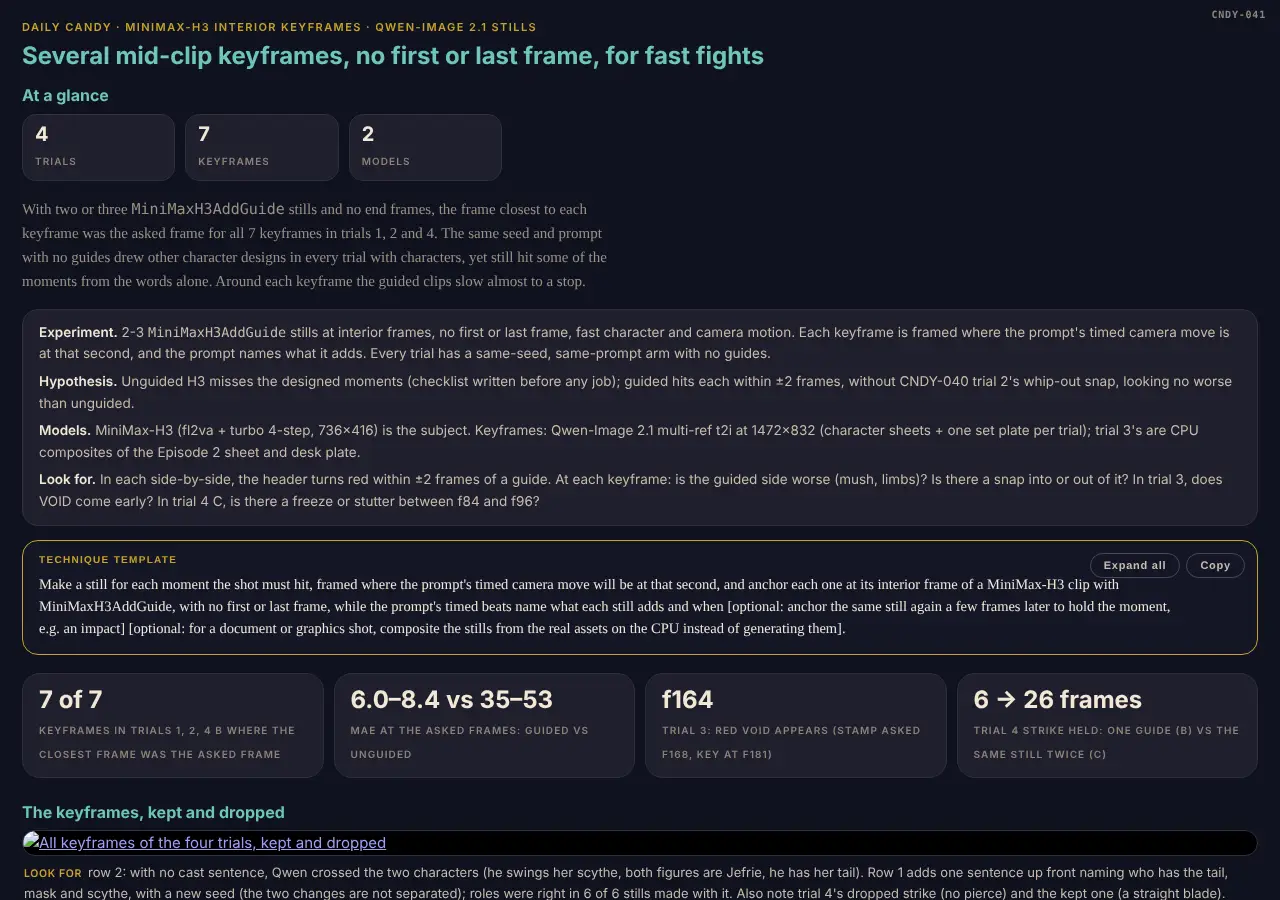 CNDY-041
DAILY CANDY · MINIMAX-H3 INTERIOR KEYFRAMES · QWEN-IMAGE 2.1 STILLS
Several mid-clip keyframes, no first or last frame, for fast fights
At a glance
4
TRIALS
7
KEYFRAMES
2
MODELS
With two or three MiniMaxH3AddGuide stills and no end frames, the frame closest to each
keyframe was the asked frame for all 7 keyframes in trials 1, 2 and 4. The same seed and prompt
with no guides drew other character designs in every trial with characters, yet still hit some of the
moments from the words alone. Around each keyframe the guided clips slow almost to a stop.
Experiment. 2-3 MiniMaxH3AddGuide stills at interior frames, no first or last frame, fast character and camera motion. Each keyframe is framed where the prompt's timed camera move is
at that second, and the prompt names what it adds. Every trial has a same-seed, same-prompt arm with no guides.
Hypothesis. Unguided H3 misses the designed moments (checklist written before any job); guided hits each within ±2 frames, without CNDY-040 trial 2's whip-out snap, looking no worse
than unguided.
Models. MiniMax-H3 (fl2va + turbo 4-step, 736×416) is the subject. Keyframes: Qwen-Image 2.1 multi-ref t2i at 1472×832 (character sheets + one set plate per trial); trial 3's are CPU
composites of the Episode 2 sheet and desk plate.
Look for. In each side-by-side, the header turns red within ±2 frames of a guide. At each keyframe: is the guided side worse (mush, limbs)? Is there a snap into or out of it? In trial 3, does
VOID come early? In trial 4 C, is there a freeze or stutter between f84 and f96?
TECHNIQUE TEMPLATE
Expand all
Copy
Make a still for each moment the shot must hit, framed where the prompt's timed camera move will be at that second, and anchor each one at its interior frame of a MiniMax-H3 clip with
MiniMaxH3AddGuide, with no first or last frame, while the prompt's timed beats name what each still adds and when [optional: anchor the same still again a few frames later to hold the moment,
e.g. an impact] [optional: for a document or graphics shot, composite the stills from the real assets on the CPU instead of generating them].
7 of 7
KEYFRAMES IN TRIALS 1, 2, 4 B WHERE THE
CLOSEST FRAME WAS THE ASKED FRAME
6.0–8.4 vs 35–53
MAE AT THE ASKED FRAMES: GUIDED VS
UNGUIDED
f164
TRIAL 3: RED VOID APPEARS (STAMP ASKED
F168, KEY AT F181)
6 → 26 frames
TRIAL 4 STRIKE HELD: ONE GUIDE (B) VS THE
SAME STILL TWICE (C)
The keyframes, kept and dropped
All keyframes of the four trials, kept and dropped
LOOK FOR row 2: with no cast sentence, Qwen crossed the two characters (he swings her scythe, both figures are Jefrie, he has her tail). Row 1 adds one sentence up front naming who has the tail,
mask and scythe, with a new seed (the two changes are not separated); roles were right in 6 of 6 stills made with it. Also note trial 4's dropped strike (no pierce) and the kept one (a straight blade).